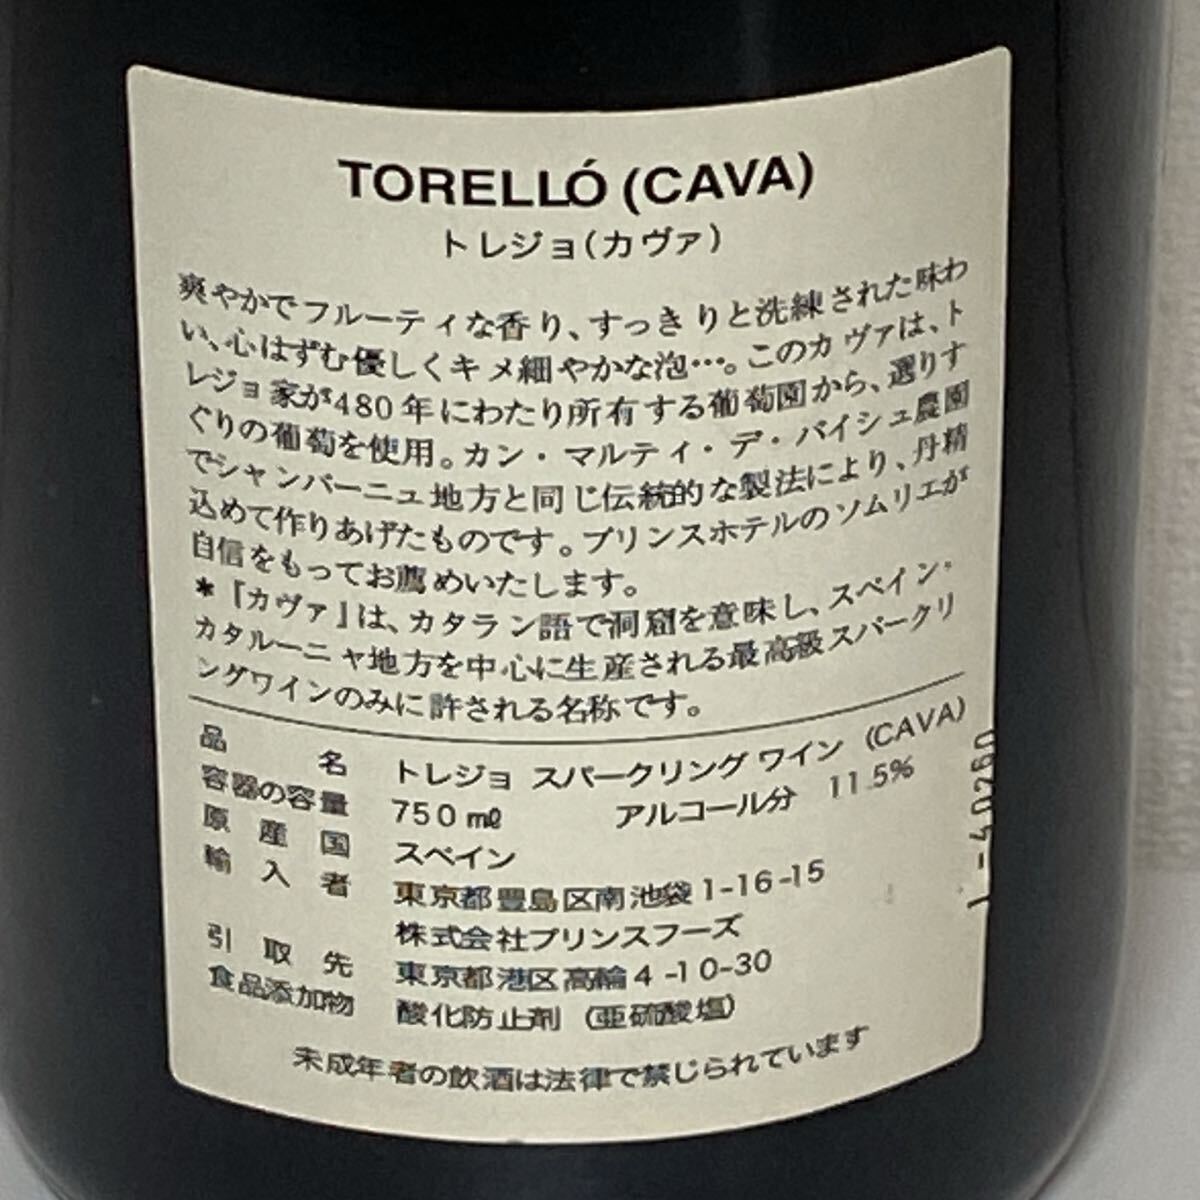 TORELLÓ (CAVA)
トレジョ(カヴァ)
爽やかでフルーティな香り、すっきりと洗練された味わ
い、心はずむ優しくキメ細やかな泡…。このカヴァは、ト
レジョ家が480年にわたり所有する葡萄園から、選りす
ぐりの葡萄を使用。カン・マルティ・デ・バイシュ農園
でシャンパーニュ地方と同じ伝統的な製法により、丹精
込めて作りあげたものです。プリンスホテルのソムリエが
自信をもってお薦めいたします。
*『カヴァ』は、カタラン語で洞窟を意味し、スペイン・
カタルーニャ地方を中心に生産される最高級スパークリ
ングワインのみに許される名称です。
品名 トレジョ スパークリング ワイン (CAVA)
容器の容量 750㎖ アルコール分 11.5%
原産国 スペイン
輸入者 東京都豊島区南池袋1-16-15
株式会社プリンスフーズ
引取先 東京都港区高輪4-10-30
食品添加物 酸化防止剤 (亜硫酸塩)
未成年者の飲酒は法律で禁じられています